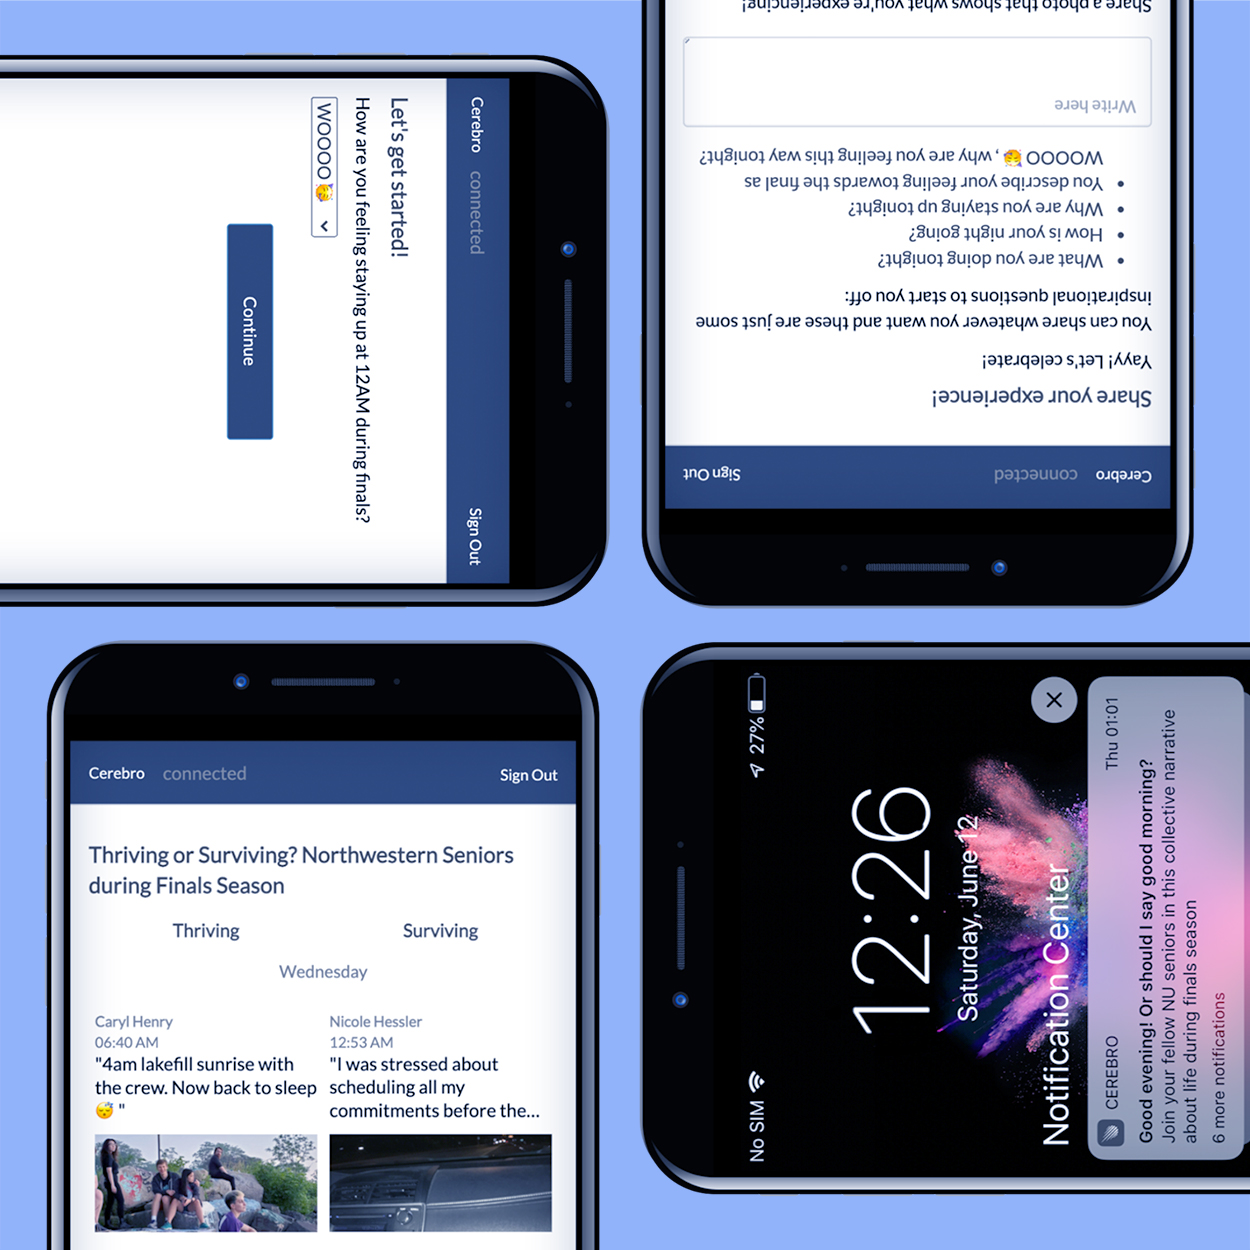 Cerebro connected Sign Out
Let's get started!
How are you feeling staying up at 12AM during finals?
WOOOO 🥳
Continue
Cerebro connected Sign Out
Share your experience!
Yayy! Let's celebrate!
You can share whatever you want and these are just some
inspirational questions to start you off:
• What are you doing tonight?
• How is your night going?
• Why are you staying up tonight?
• You describe your feeling towards the final as
WOOOO 🥳 , why are you feeling this way tonight?
Write here
Share a photo that shows what you're experiencing!
Cerebro connected Sign Out
Thriving or Surviving? Northwestern Seniors
during Finals Season
Thriving Surviving
Wednesday
Caryl Henry
06:40 AM
"4am lakefill sunrise with
the crew. Now back to sleep
😴 "
Nicole Hessler
12:53 AM
"I was stressed about
scheduling all my
commitments before the...
No SIM 27%
12:26
Saturday, June 12
Notification Center
CEREBRO Thu 01:01
Good evening! Or should I say good morning?
Join your fellow NU seniors in this collective narrative
about life during finals season
6 more notifications